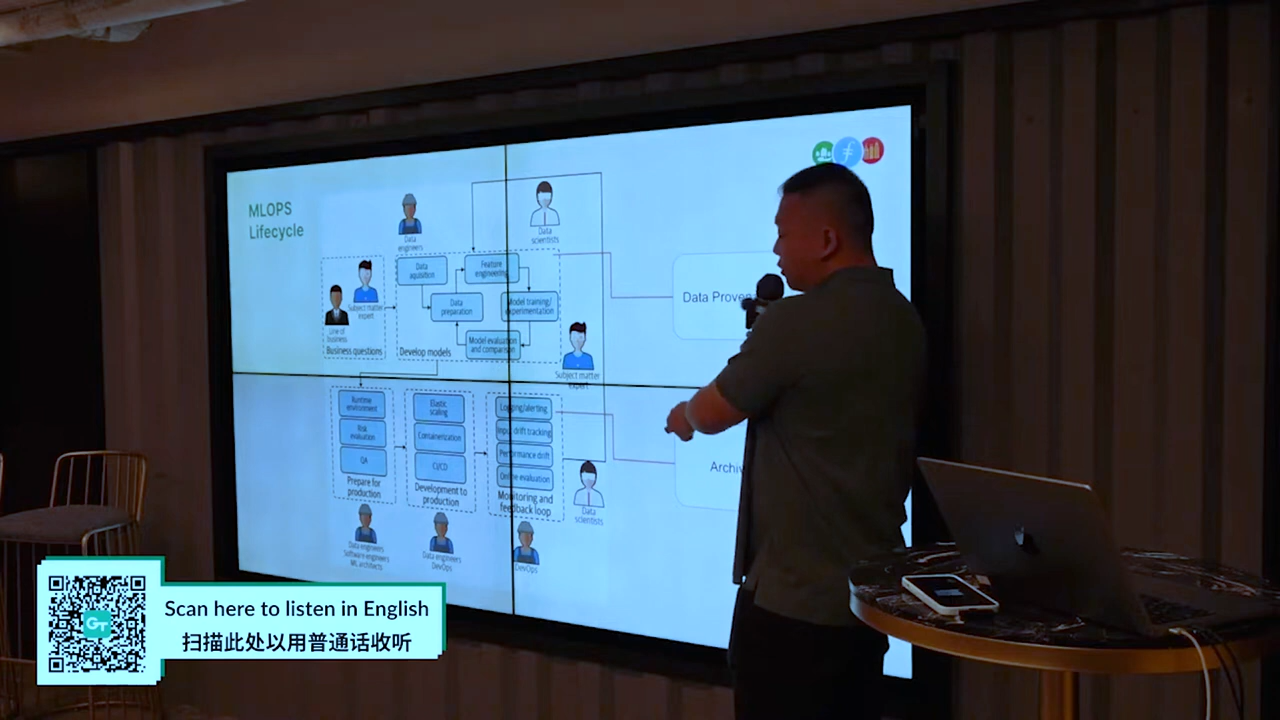 MLOPS
Lifecycle
Data
engineers
Data
scientists
Data
aquisition
Feature
engineering
Data
preparation
Model training/
experimentation
Model evaluation
and comparison
Subject matter
expert
Line of
business
Business questions
Develop models
Subject matter
expert
Data Proven
Runtime
environment
Risk
evaluation
QA
Prepare for
production
Elastic
scaling
Containerization
CI/CD
Development to
production
Logging/alerting
Input drift tracking
Performance drift
Online evaluation
Monitoring and
feedback loop
Data
scientists
Archiv
Data engineers
Software engineers
ML architects
Data engineers
DevOps
DevOps
GT
Scan here to listen in English
扫描此处以用普通话收听